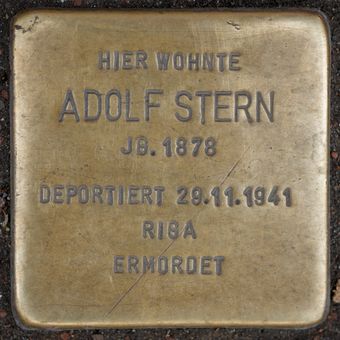 HIER WOHNTE
ADOLF STERN
JG. 1878
DEPORTIERT 29.11.1941
RIGA
ERMORDET